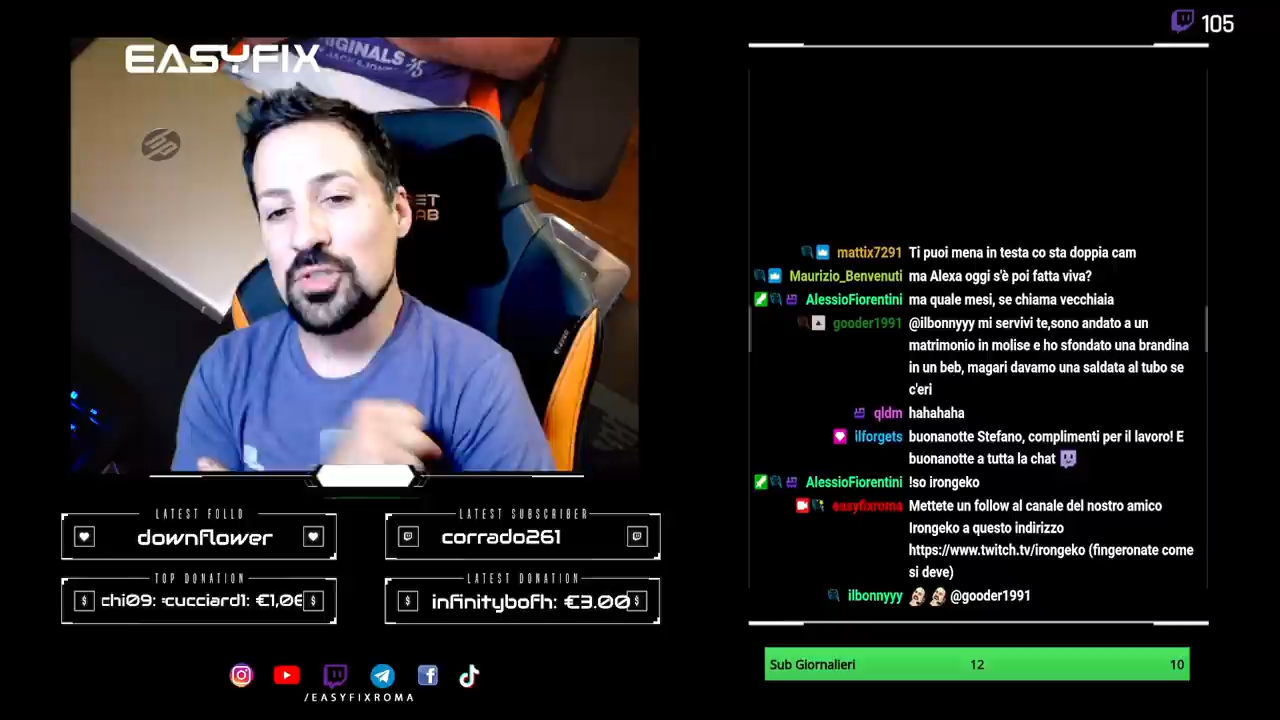 105
EASYFIX
ORIGINALS
JACK & JONES
mattix7291 Ti puoi mena in testa co sta doppia cam
Maurizio_Benvenuti ma Alexa oggi s'è poi fatta viva?
AlessioFiorentini ma quale mesi, se chiama vecchiaia
gooder1991 @ilbonnyyy mi servivi te,sono andato a un
matrimonio in molise e ho sfondato una brandina
in un beb, magari davamo una saldata al tubo se
c'eri
qldm hahahaha
ilforgets buonanotte Stefano, complimenti per il lavoro! E
buonanotte a tutta la chat
AlessioFiorentini !so irongeko
easyfixroma Mettete un follow al canale del nostro amico
Irongeko a questo indirizzo
https://www.twitch.tv/irongeko (fingeronate come
si deve)
ilbonnyyy @gooder1991
LATEST FOLLO
downflower
LATEST SUBSCRIBER
corrado261
TOP DONATION
chi09: =cucciard1: €1,06
LATEST DONATION
infinitybofh: €3.00
/EASYFIXROMA
Sub Giornalieri 12 10